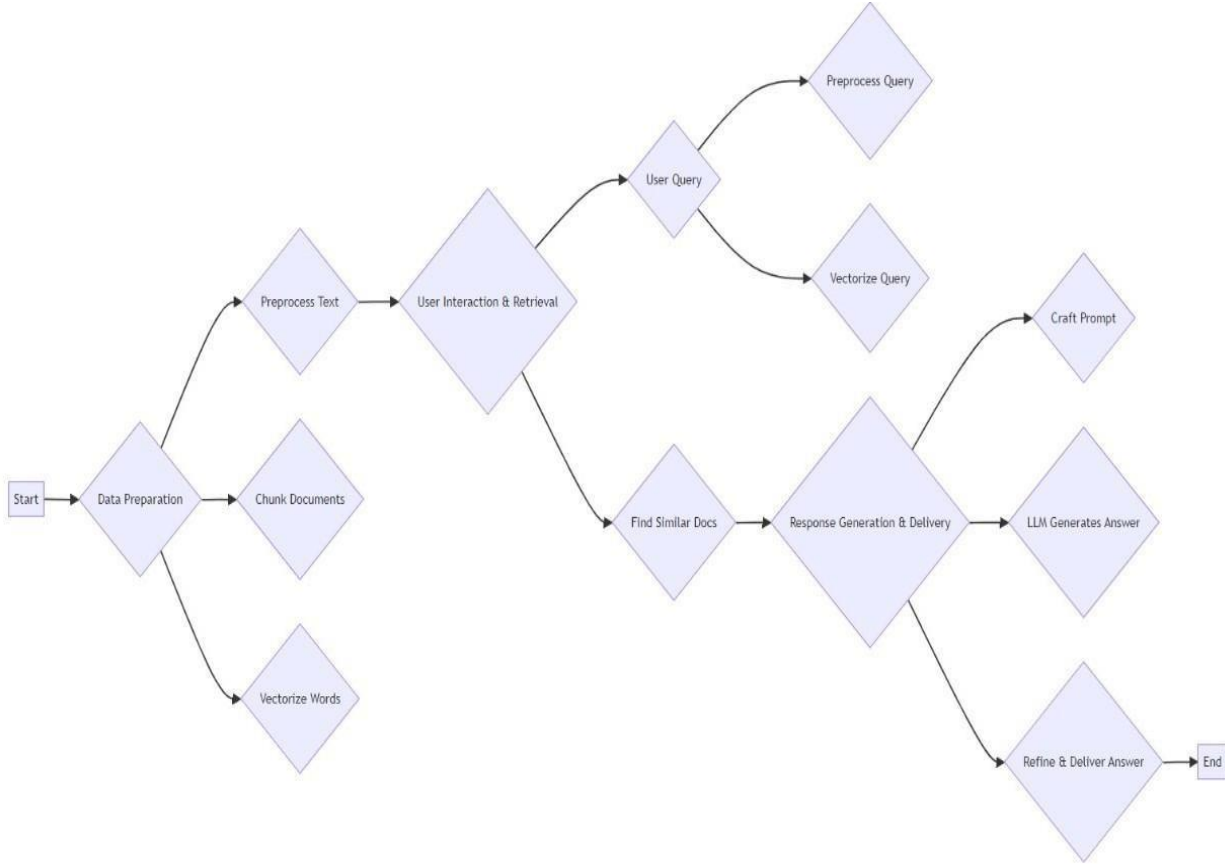 Start
Data Preparation
Preprocess Text
Chunk Documents
Vectorize Words
User Interaction & Retrieval
User Query
Preprocess Query
Vectorize Query
Find Similar Docs
Response Generation & Delivery
Craft Prompt
LLM Generates Answer
Refine & Deliver Answer
End